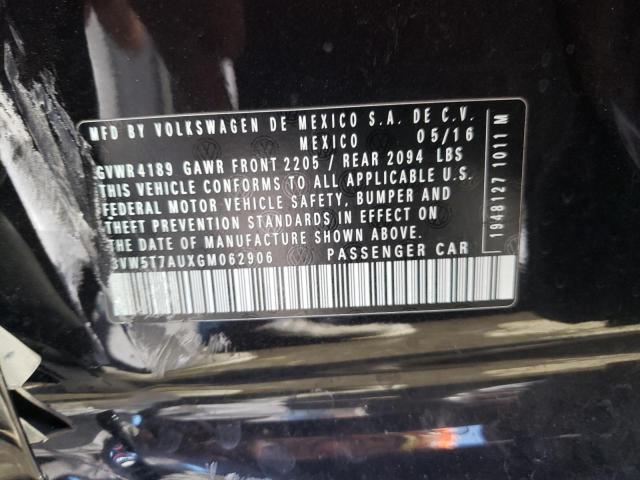 MFD BY VOLKSWAGEN DE MEXICO S.A. DE C.V.
MEXICO 05/16
GVWR 4189 GAWR FRONT 2205 / REAR 2094 LBS
THIS VEHICLE CONFORMS TO ALL APPLICABLE U.S.
FEDERAL MOTOR VEHICLE SAFETY, BUMPER AND
THEFT PREVENTION STANDARDS IN EFFECT ON
THE DATE OF MANUFACTURE SHOWN ABOVE.
3VW5T7AUXGM062906 PASSENGER CAR
1948127 1011 M